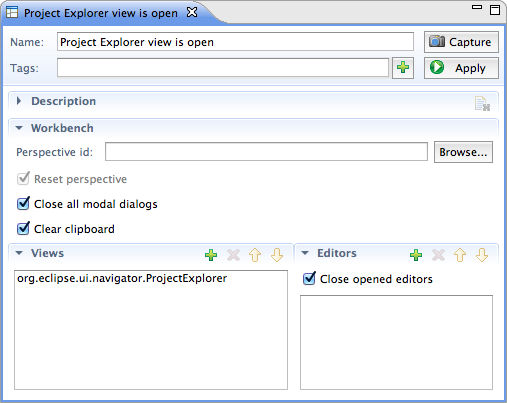 Project Explorer view is open
Name: Project Explorer view is open Capture
Tags: Apply
Description
Workbench
Perspective id: Browse...
Reset perspective
Close all modal dialogs
Clear clipboard
Views Editors
org.eclipse.ui.navigator.ProjectExplorer Close opened editors